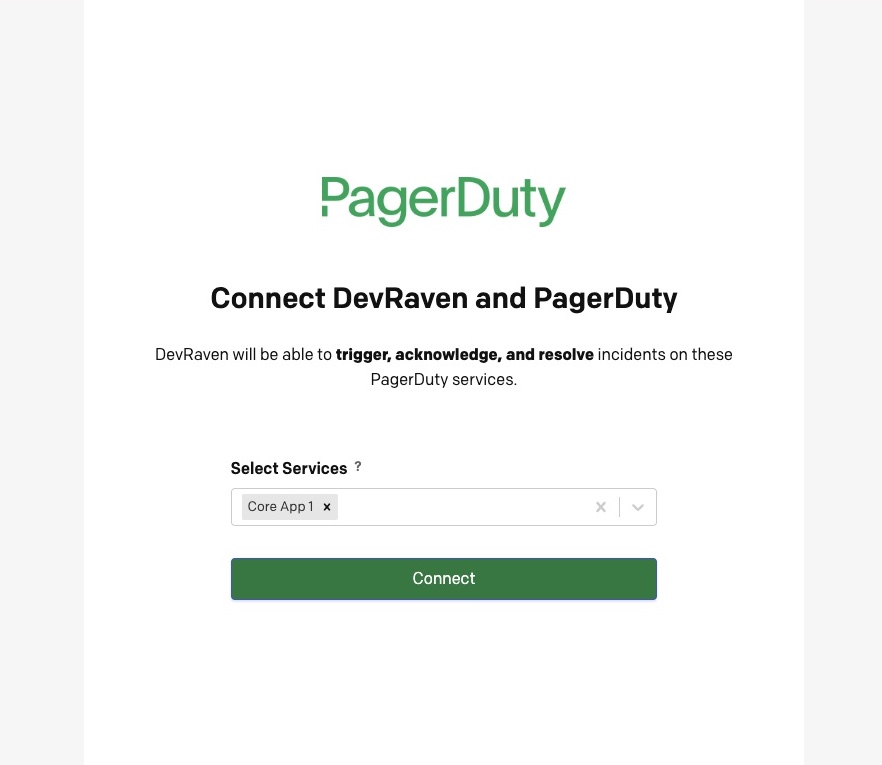 PagerDuty
Connect DevRaven and PagerDuty
DevRaven will be able to trigger, acknowledge, and resolve incidents on these
PagerDuty services.
Select Services ?
Core App 1 ×
Connect